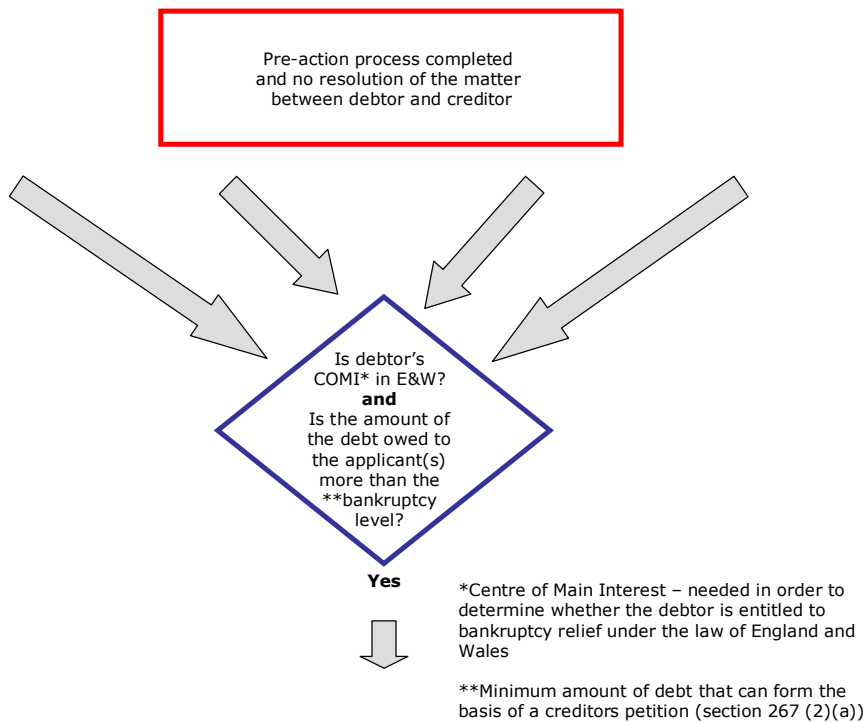 Pre-action process completed
and no resolution of the matter
between debtor and creditor
Is debtor’s
COMI* in E&W?
and
Is the amount of
the debt owed to
the applicant(s)
more than the
**bankruptcy
level?
Yes
*Centre of Main Interest – needed in order to
determine whether the debtor is entitled to
bankruptcy relief under the law of England and
Wales
**Minimum amount of debt that can form the
basis of a creditors petition (section 267 (2)(a))